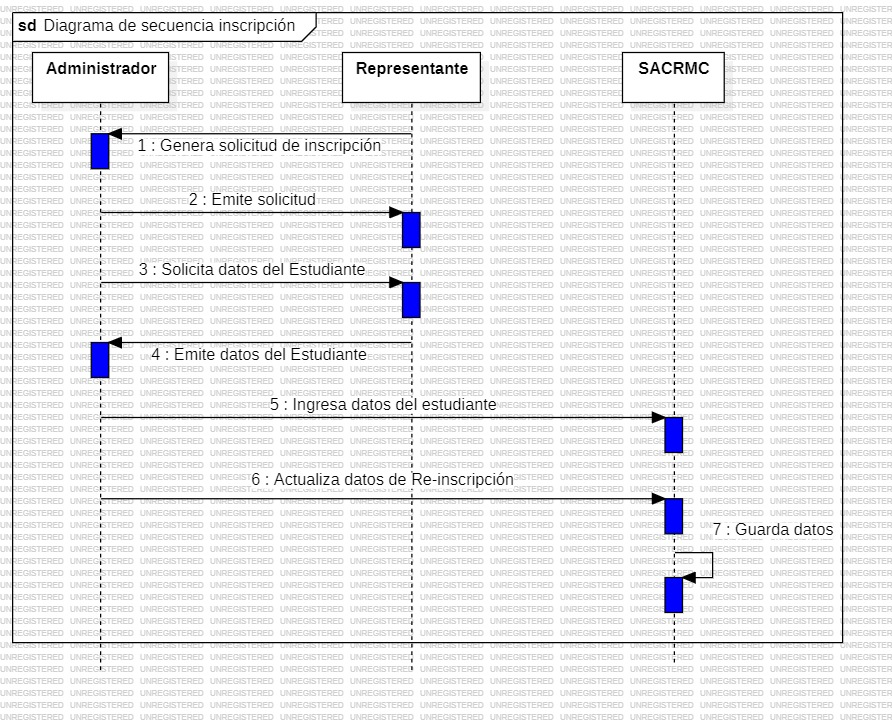 sd Diagrama de secuencia inscripción
Administrador
Representante
SACRMC
1 : Genera solicitud de inscripción
2 : Emite solicitud
3 : Solicita datos del Estudiante
4 : Emite datos del Estudiante
5 : Ingresa datos del estudiante
6 : Actualiza datos de Re-inscripción
7 : Guarda datos
UNREGISTERED